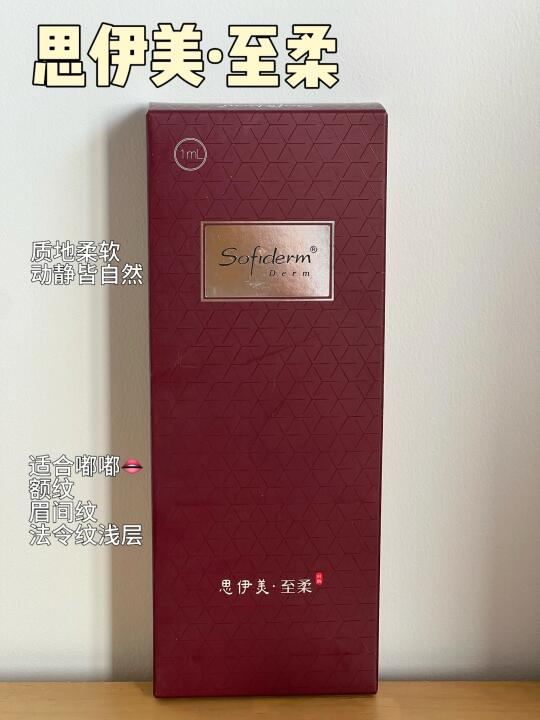 思伊美·至柔
1mL
Sofiderm®
Derm
质地柔软
动静皆自然
适合嘟嘟👄
额纹
眉间纹
法令纹浅层
思伊美·至柔